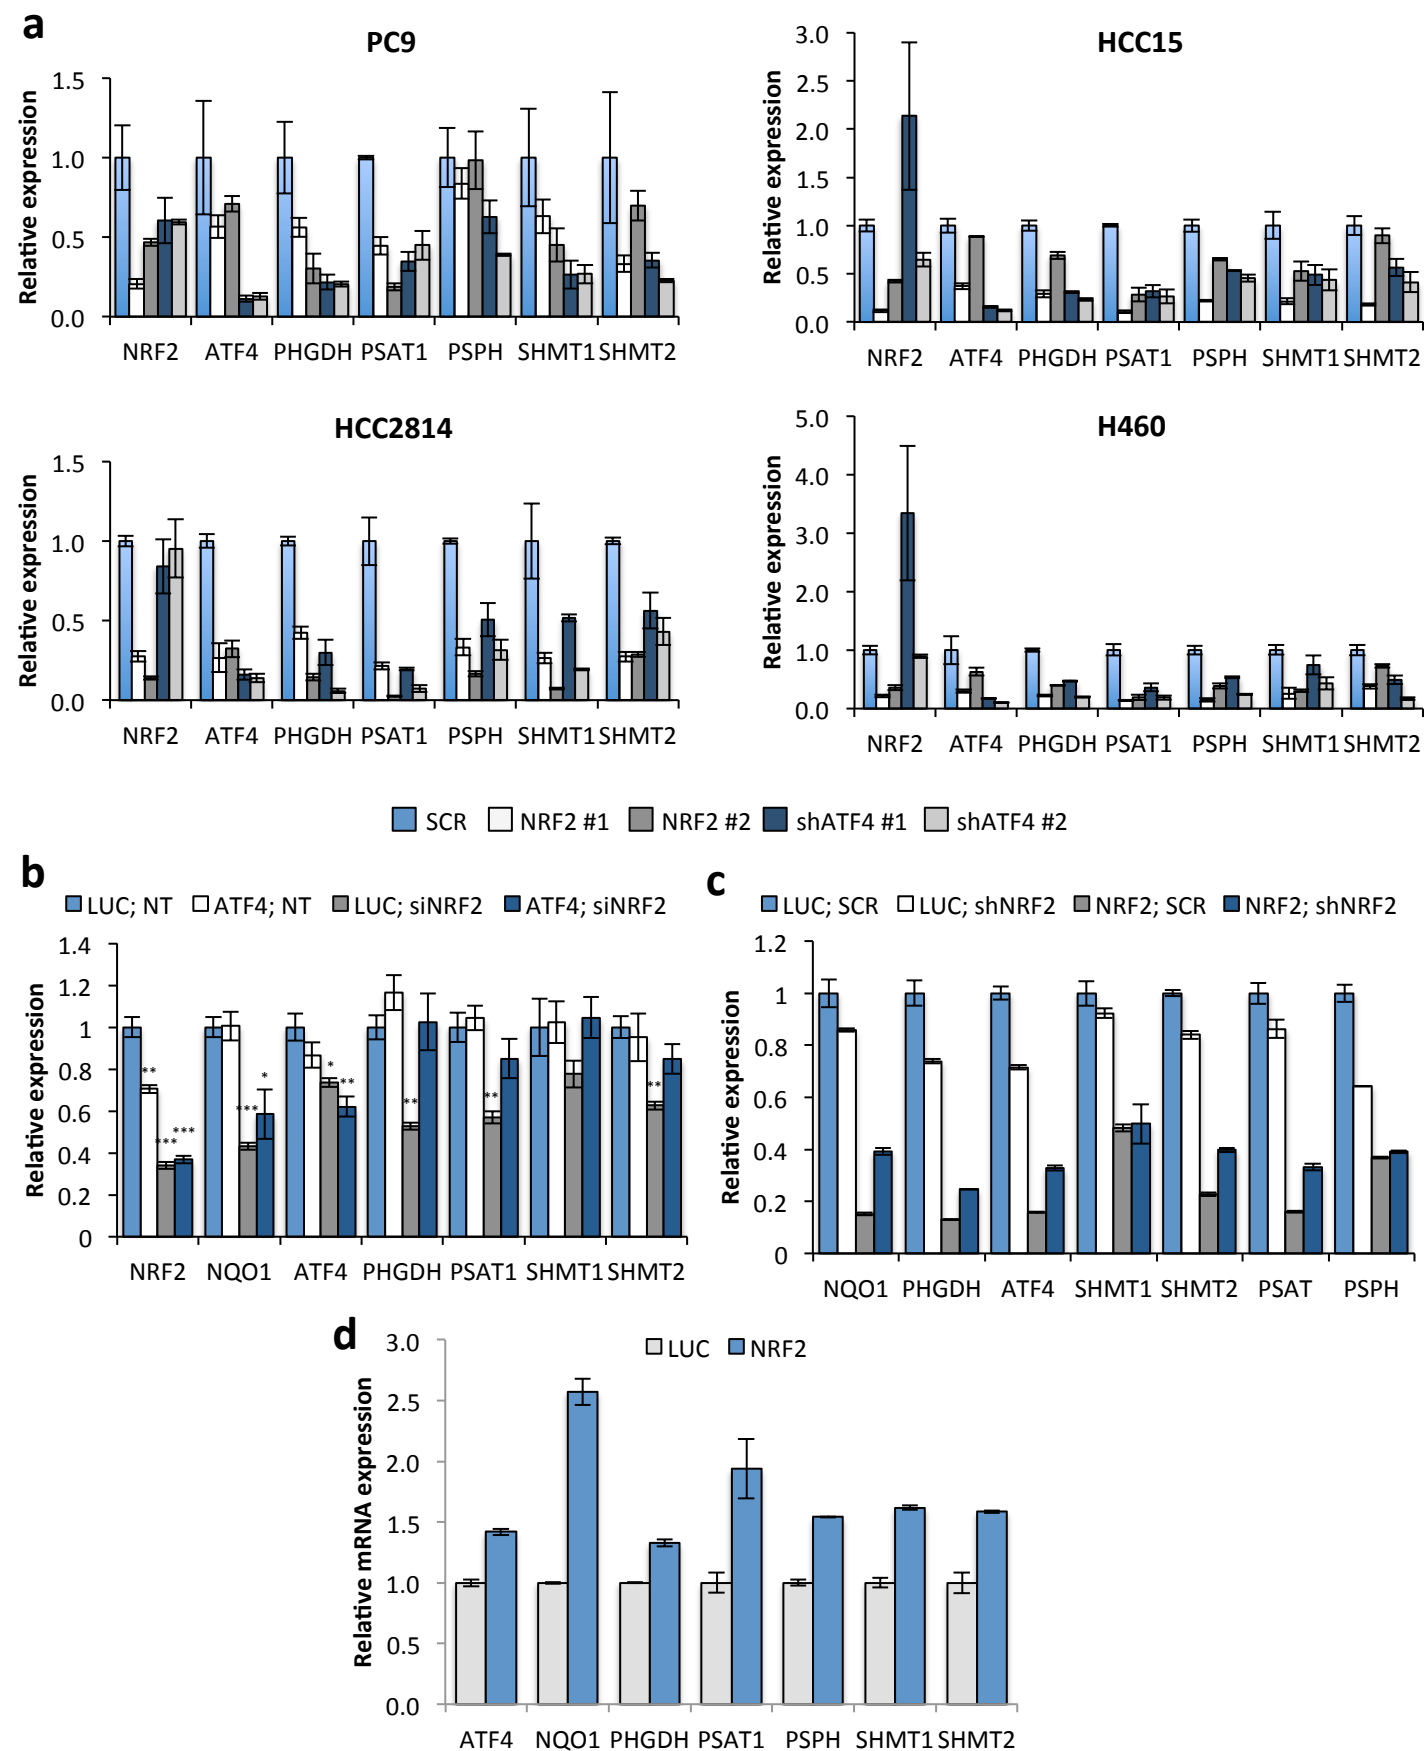 a
PC9
Relative expression
1.5
1.0
0.5
0.0
NRF2 ATF4 PHGDH PSAT1 PSPH SHMT1 SHMT2
HCC15
Relative expression
3.0
2.5
2.0
1.5
1.0
0.5
0.0
NRF2 ATF4 PHGDH PSAT1 PSPH SHMT1 SHMT2
HCC2814
Relative expression
1.5
1.0
0.5
0.0
NRF2 ATF4 PHGDH PSAT1 PSPH SHMT1 SHMT2
H460
Relative expression
5.0
4.0
3.0
2.0
1.0
0.0
NRF2 ATF4 PHGDH PSAT1 PSPH SHMT1 SHMT2
SCR NRF2 #1 NRF2 #2 shATF4 #1 shATF4 #2
b
LUC; NT ATF4; NT LUC; siNRF2 ATF4; siNRF2
Relative expression
1.4
1.2
1
0.8
0.6
0.4
0.2
0
** *** *** *** * * ** ** ** **
NRF2 NQO1 ATF4 PHGDH PSAT1 SHMT1 SHMT2
c
LUC; SCR LUC; shNRF2 NRF2; SCR NRF2; shNRF2
Relative expression
1.2
1
0.8
0.6
0.4
0.2
0
NQO1 PHGDH ATF4 SHMT1 SHMT2 PSAT PSPH
d
LUC NRF2
Relative mRNA expression
3.0
2.5
2.0
1.5
1.0
0.5
0.0
ATF4 NQO1 PHGDH PSAT1 PSPH SHMT1 SHMT2